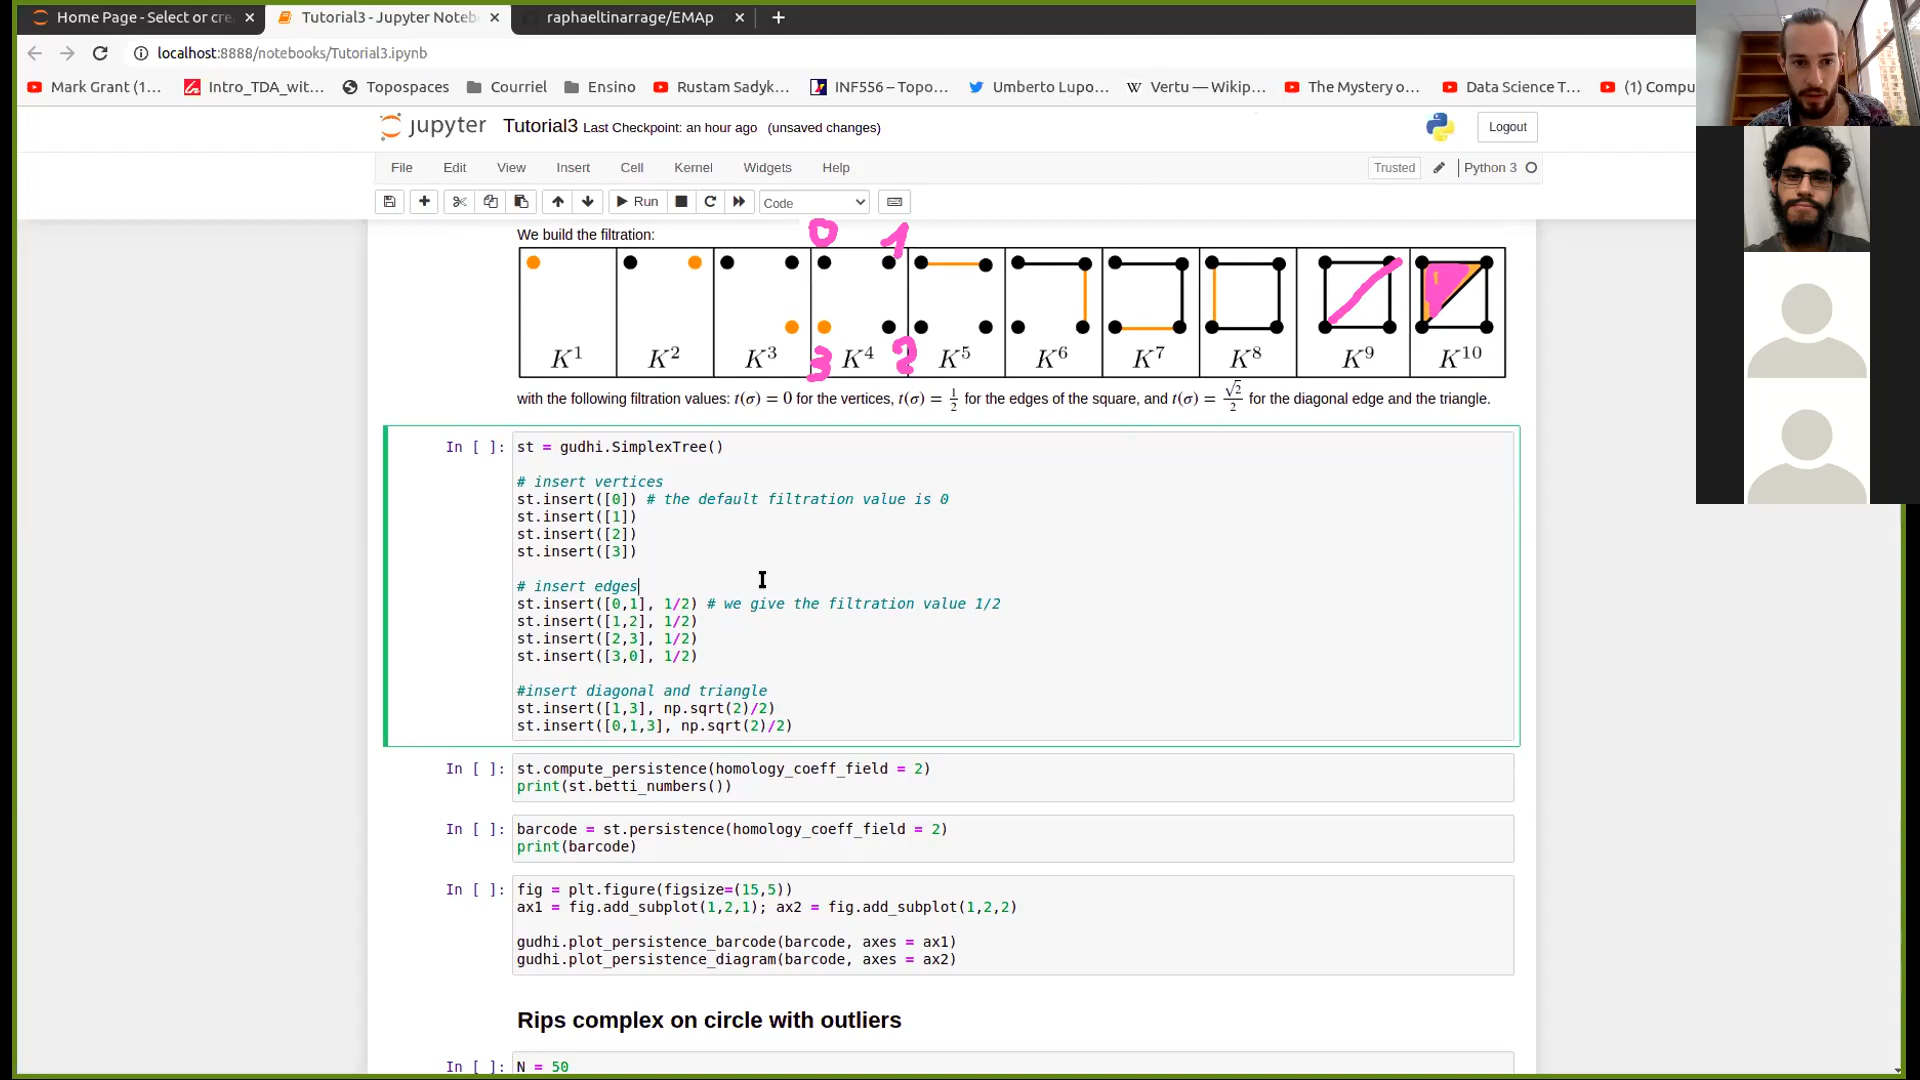 Home Page - Select or cre
Tutorial3 - Jupyter Noteb
raphaeltinarrage/EMAp
localhost:8888/notebooks/Tutorial3.ipynb
Mark Grant (1...
Intro_TDA_wit...
Topospaces
Courriel
Ensino
Rustam Sadyk...
INF556 – Topo...
Umberto Lupo...
Vertu — Wikip...
The Mystery o...
Data Science T...
(1) Compu
jupyter Tutorial3 Last Checkpoint: an hour ago (unsaved changes)
Logout
File Edit View Insert Cell Kernel Widgets Help
Trusted Python 3
Run Code
We build the filtration:
0 1
3 2
K^1 K^2 K^3 K^4 K^5 K^6 K^7 K^8 K^9 K^10
with the following filtration values: t(σ) = 0 for the vertices, t(σ) = 1/2 for the edges of the square, and t(σ) = √2/2 for the diagonal edge and the triangle.
In [ ]: st = gudhi.SimplexTree()
# insert vertices
st.insert([0]) # the default filtration value is 0
st.insert([1])
st.insert([2])
st.insert([3])
# insert edges
st.insert([0,1], 1/2) # we give the filtration value 1/2
st.insert([1,2], 1/2)
st.insert([2,3], 1/2)
st.insert([3,0], 1/2)
#insert diagonal and triangle
st.insert([1,3], np.sqrt(2)/2)
st.insert([0,1,3], np.sqrt(2)/2)
In [ ]: st.compute_persistence(homology_coeff_field = 2)
print(st.betti_numbers())
In [ ]: barcode = st.persistence(homology_coeff_field = 2)
print(barcode)
In [ ]: fig = plt.figure(figsize=(15,5))
ax1 = fig.add_subplot(1,2,1); ax2 = fig.add_subplot(1,2,2)
gudhi.plot_persistence_barcode(barcode, axes = ax1)
gudhi.plot_persistence_diagram(barcode, axes = ax2)
Rips complex on circle with outliers
In [ ]: N = 50